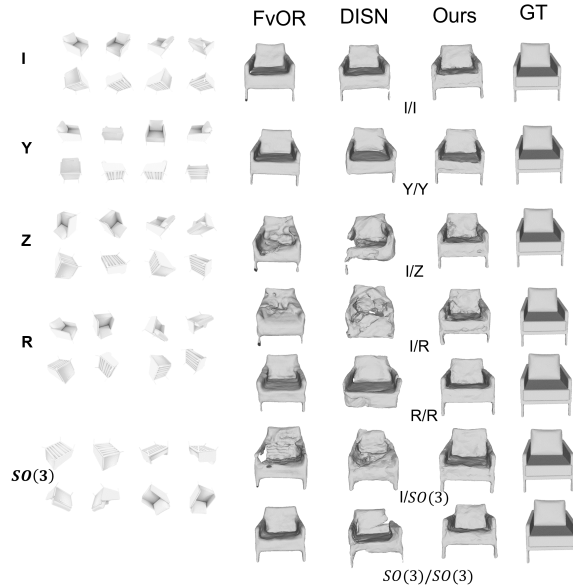 FvOR DISN Ours GT
I
I/I
Y
Y/Y
Z
I/Z
R
I/R
R/R
SO(3)
I/SO(3)
SO(3)/SO(3)